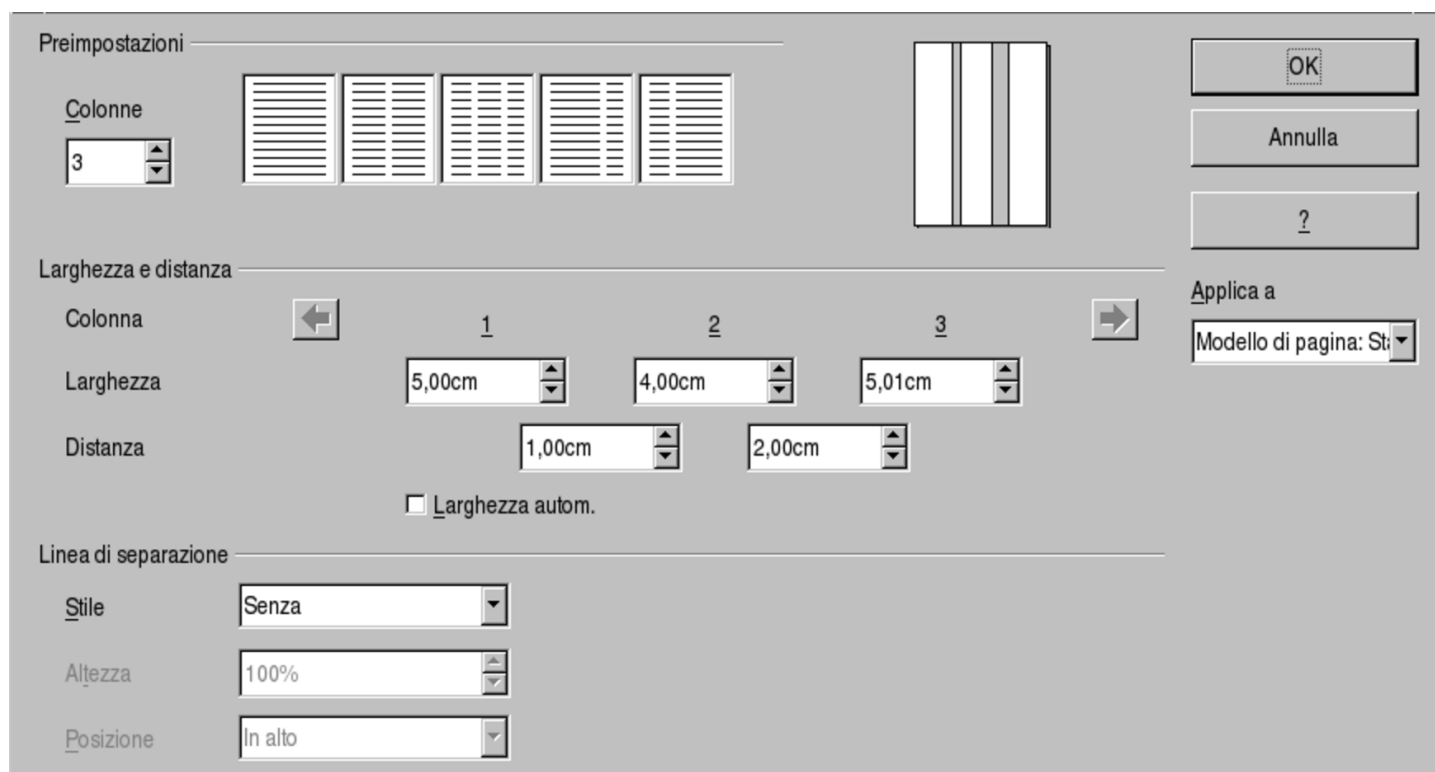 Preimpostazioni
OK
Colonne
Annulla
3
?
Larghezza e distanza
Applica a
Colonna 1 2 3
Modello di pagina: Sta
Larghezza 5,00cm 4,00cm 5,01cm
Distanza 1,00cm 2,00cm
Larghezza autom.
Linea di separazione
Stile Senza
Altezza 100%
Posizione In alto